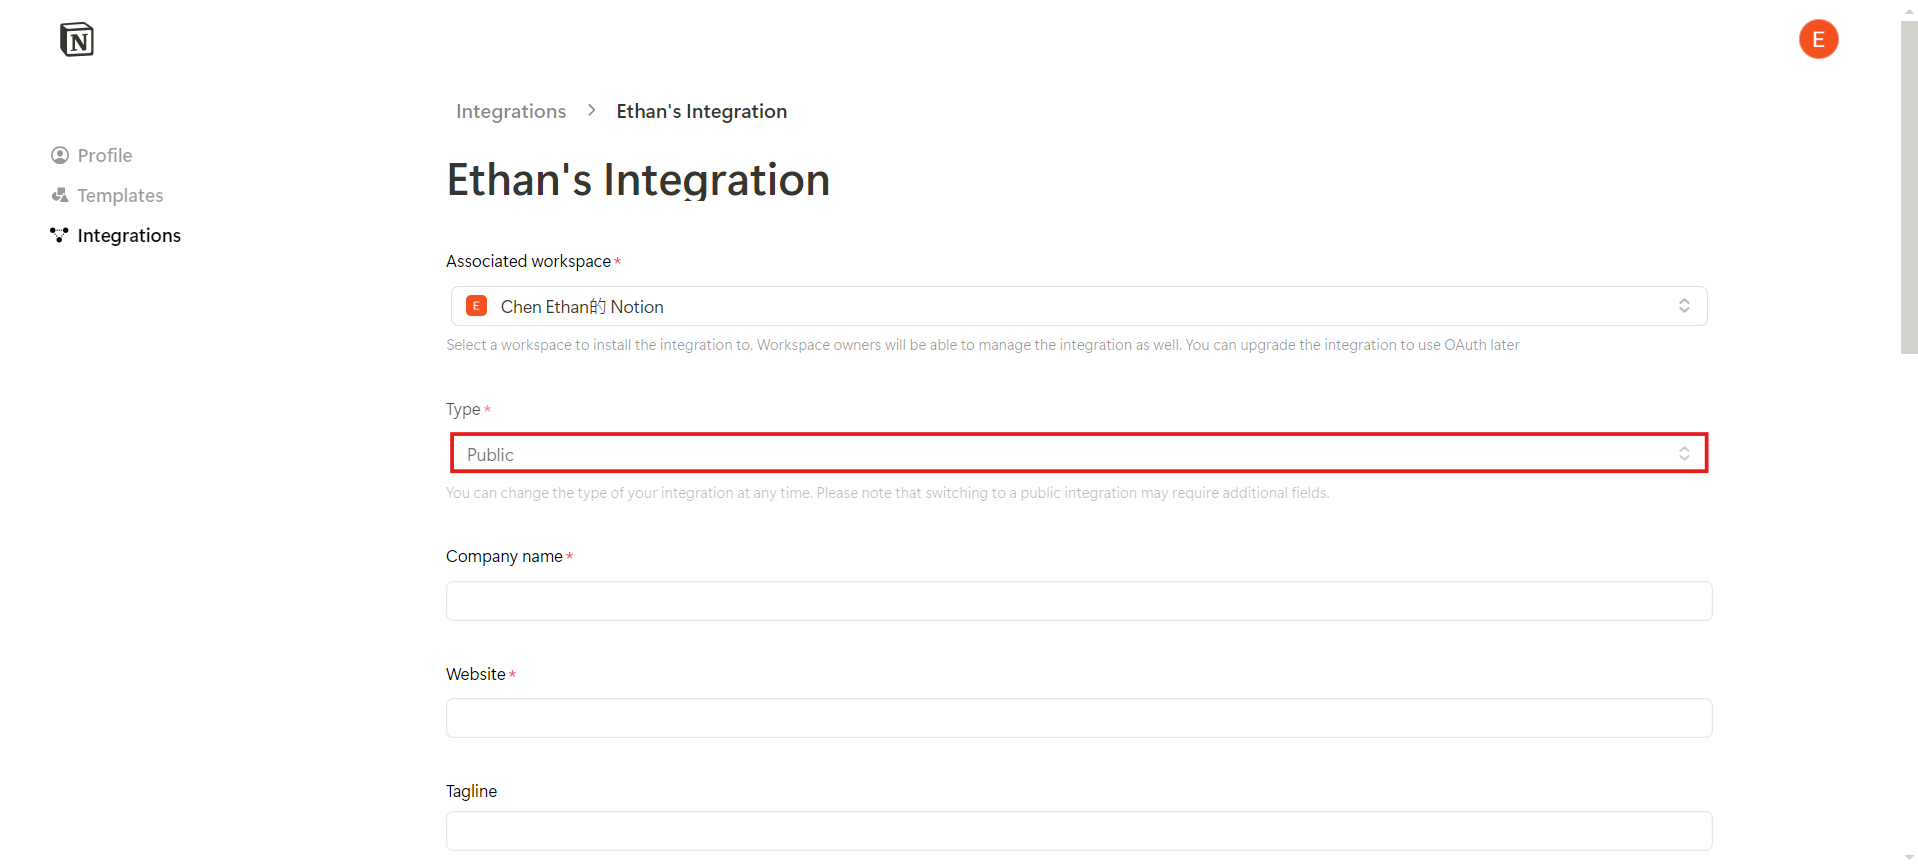 N
E
Integrations > Ethan's Integration
Profile
Templates
Integrations
Ethan's Integration
Associated workspace*
E Chen Ethan的 Notion
Select a workspace to install the integration to. Workspace owners will be able to manage the integration as well. You can upgrade the integration to use OAuth later
Type*
Public
You can change the type of your integration at any time. Please note that switching to a public integration may require additional fields.
Company name*
Website*
Tagline